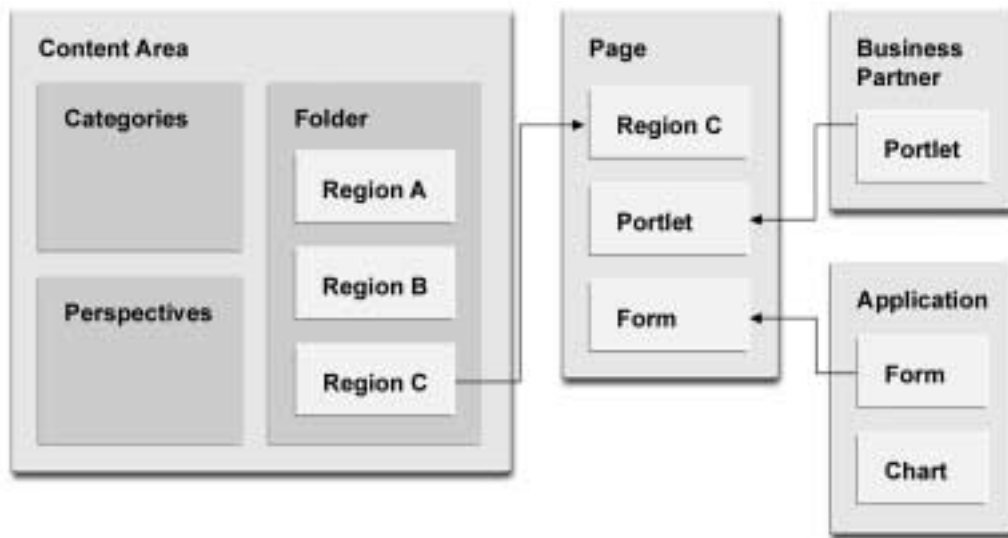 Content Area
Categories
Perspectives
Folder
Region A
Region B
Region C
Page
Region C
Portlet
Form
Business
Partner
Portlet
Application
Form
Chart